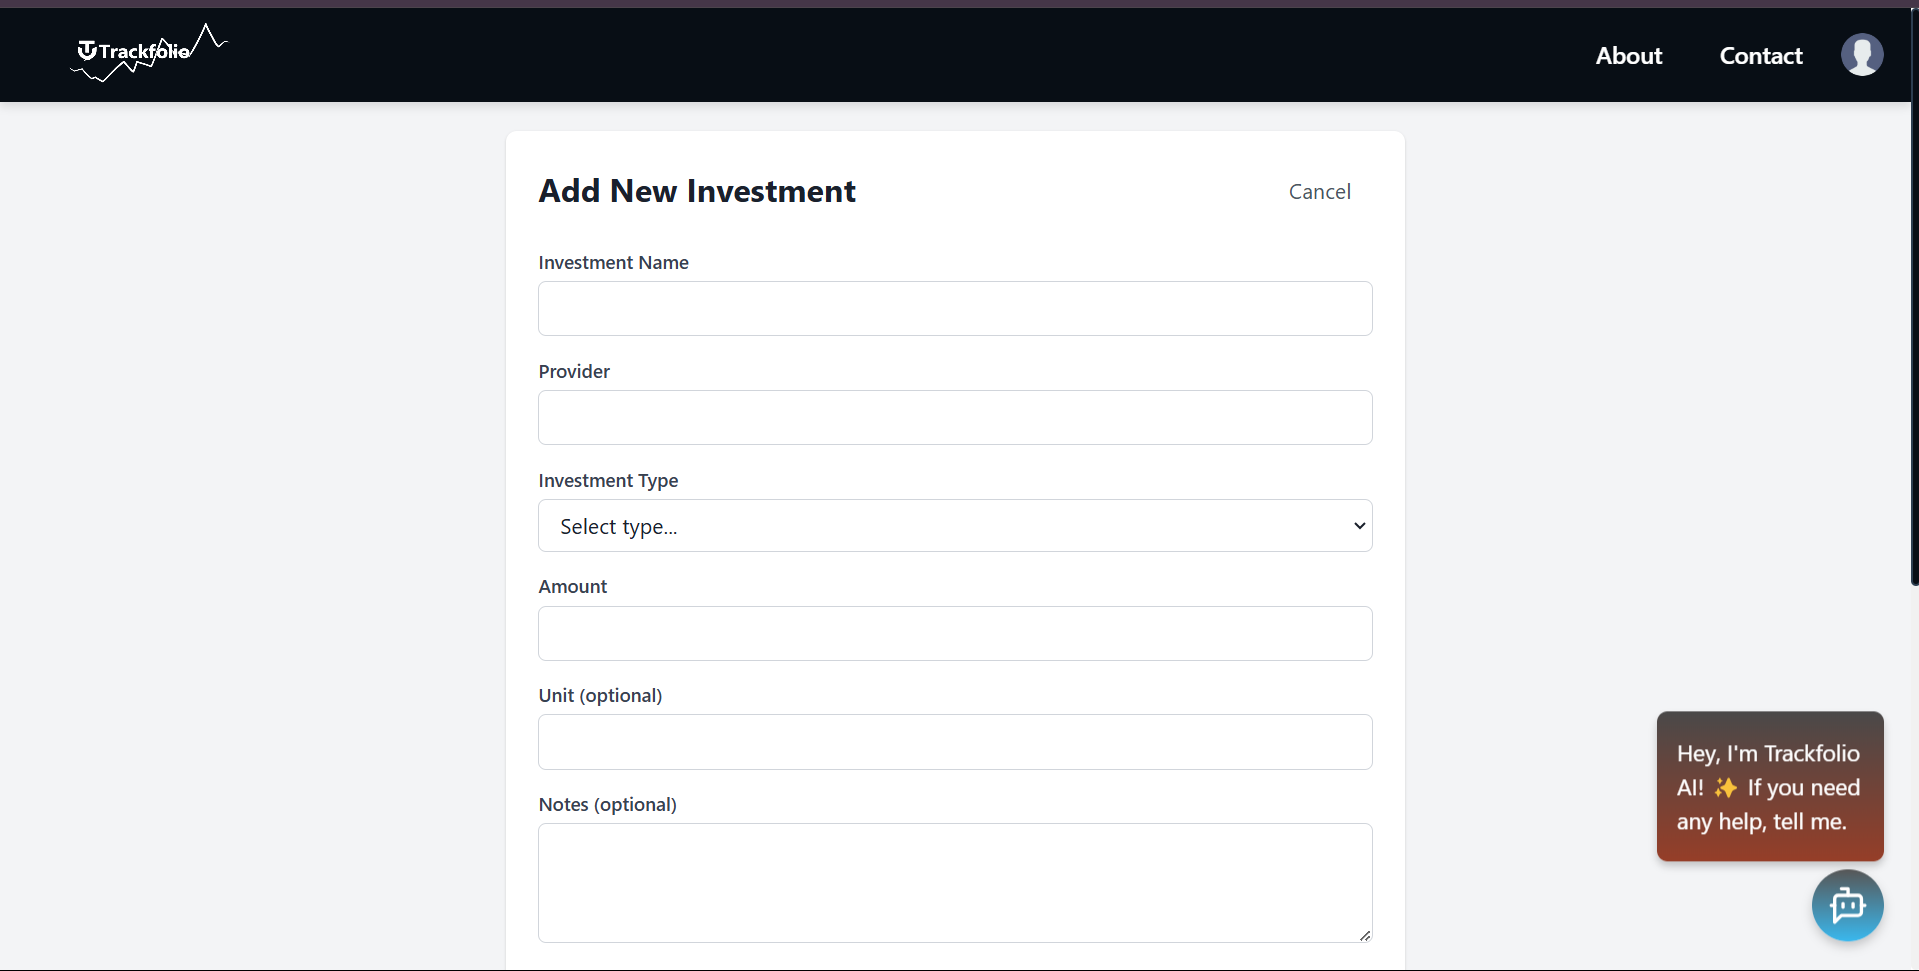 Trackfolio
About
Contact
Add New Investment
Cancel
Investment Name
Provider
Investment Type
Select type...
Amount
Unit (optional)
Notes (optional)
Hey, I'm Trackfolio
AI! ✨ If you need
any help, tell me.